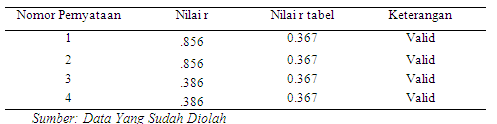 Nomor Pernyataan Nilai r Nilai r tabel Keterangan
1 .856 0.367 Valid
2 .856 0.367 Valid
3 .386 0.367 Valid
4 .386 0.367 Valid
Sumber: Data Yang Sudah Diolah